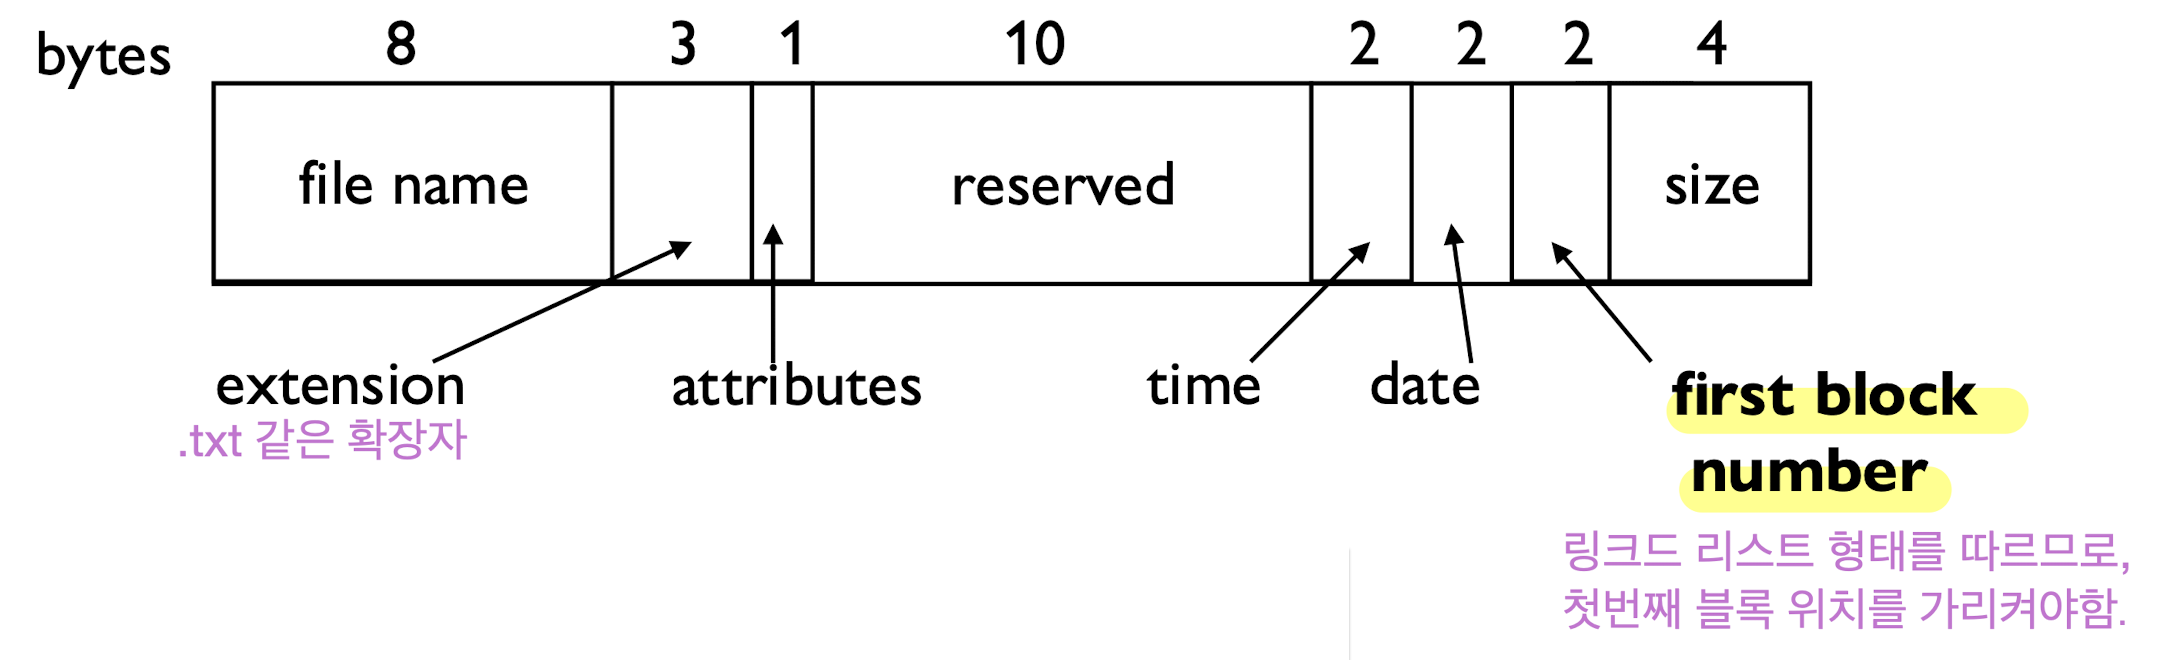 bytes 8 3 1 10 2 2 2 4
file name reserved size
extension attributes time date first block
number
.txt 같은 확장자
링크드 리스트 형태를 따르므로,
첫번째 블록 위치를 가리켜야함.